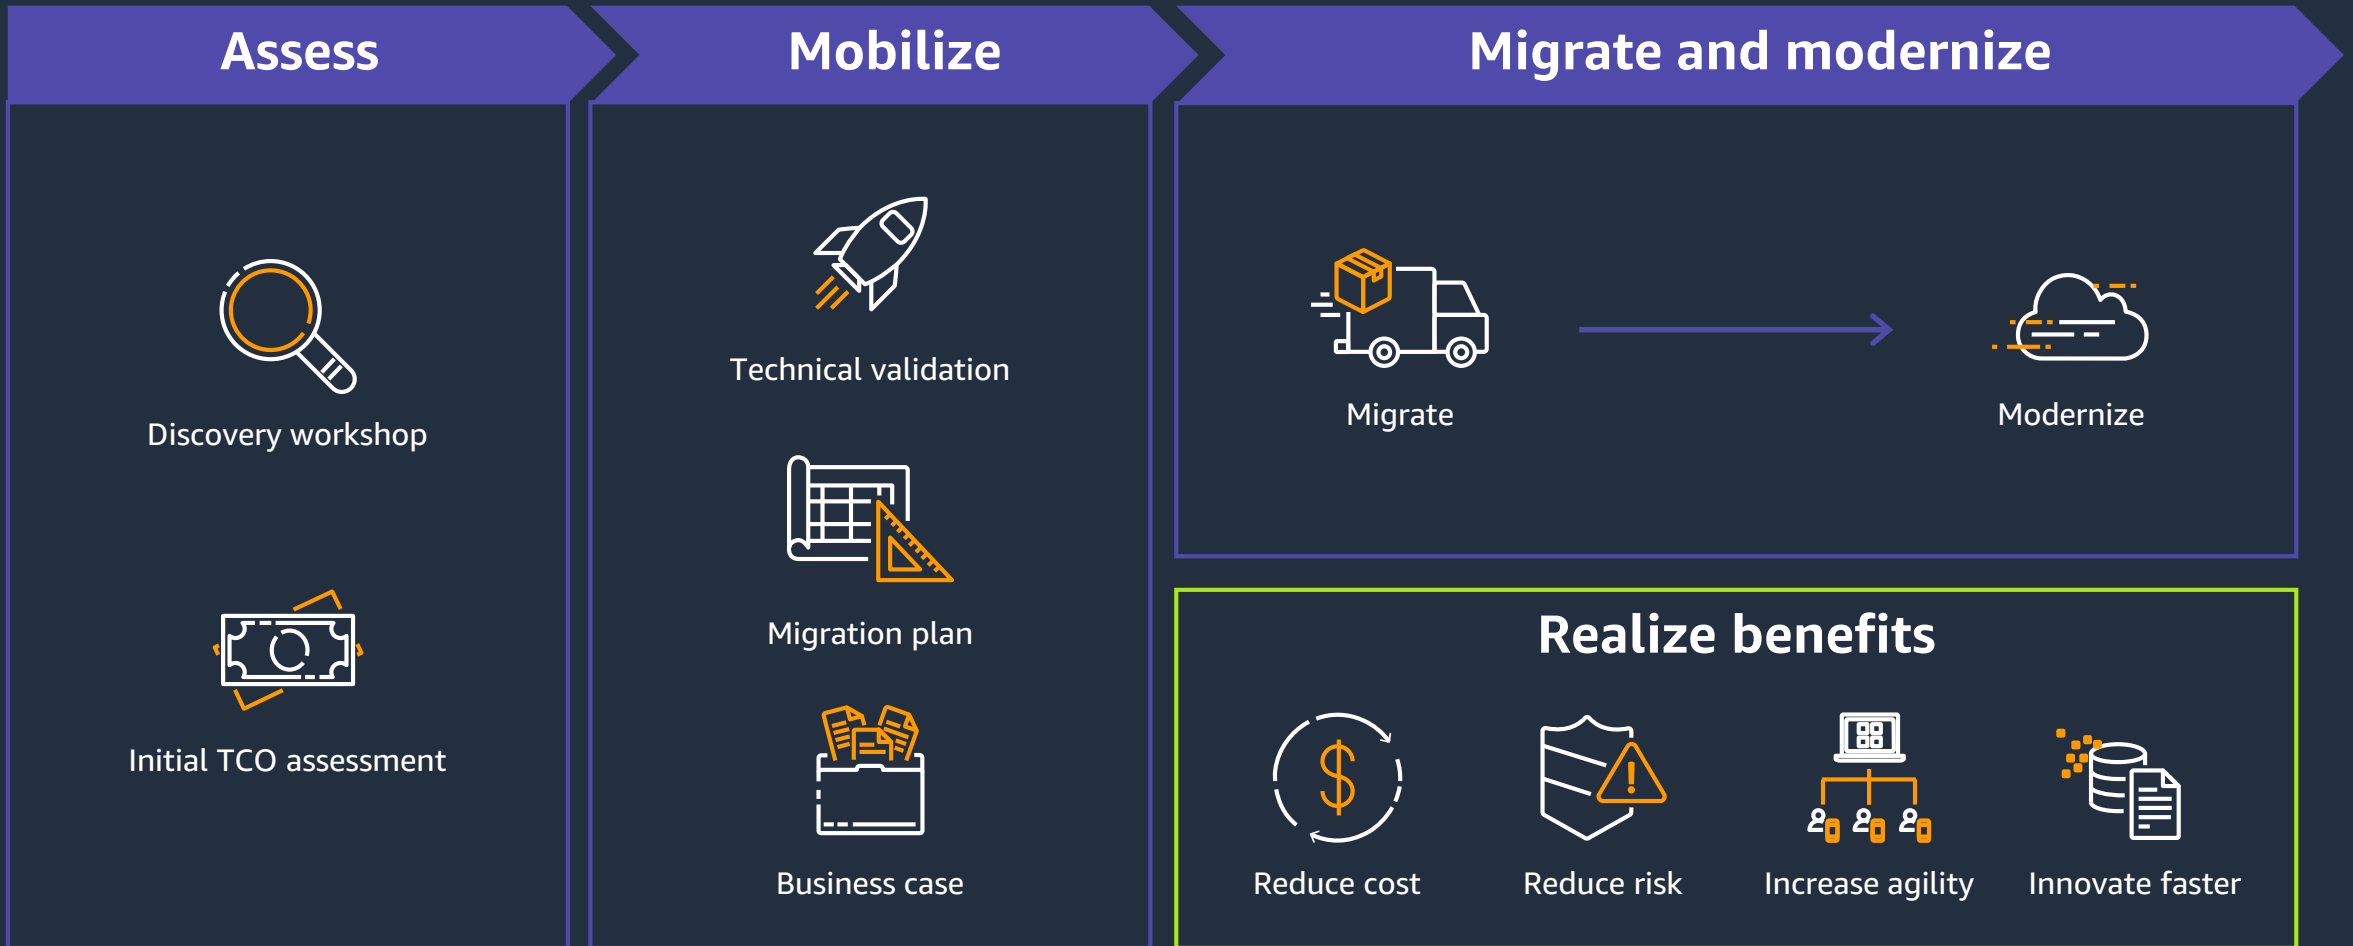 Assess
Mobilize
Migrate and modernize
Discovery workshop
Initial TCO assessment
Technical validation
Migration plan
Business case
Migrate
Modernize
Realize benefits
Reduce cost
Reduce risk
Increase agility
Innovate faster